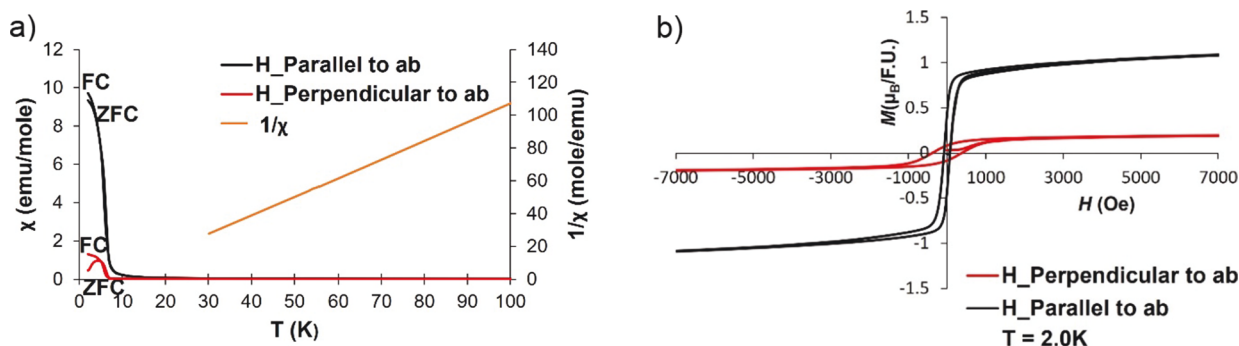 a)
12
10
8
6
4
2
0
χ (emu/mole)
FC
ZFC
FC
ZFC
H_Parallel to ab
H_Perpendicular to ab
1/χ
140
120
100
80
60
40
20
0
1/χ (mole/emu)
0 10 20 30 40 50 60 70 80 90 100
T (K)
b)
M(μB/F.U.)
1.5
1
0.5
0
-7000 -5000 -3000 -1000 1000 3000 5000 7000
H (Oe)
-0.5
-1
-1.5
H_Perpendicular to ab
H_Parallel to ab
T = 2.0K